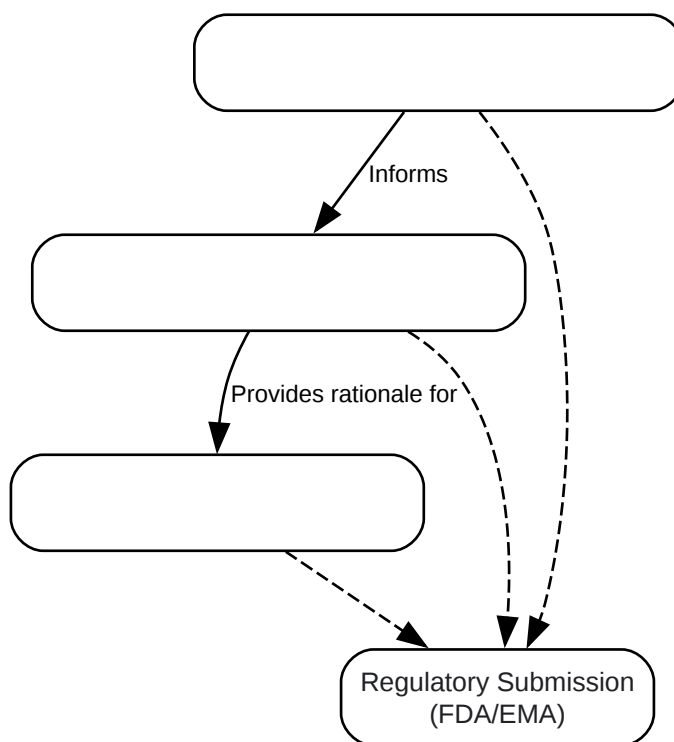 Informs
Provides rationale for
Regulatory Submission
(FDA/EMA)